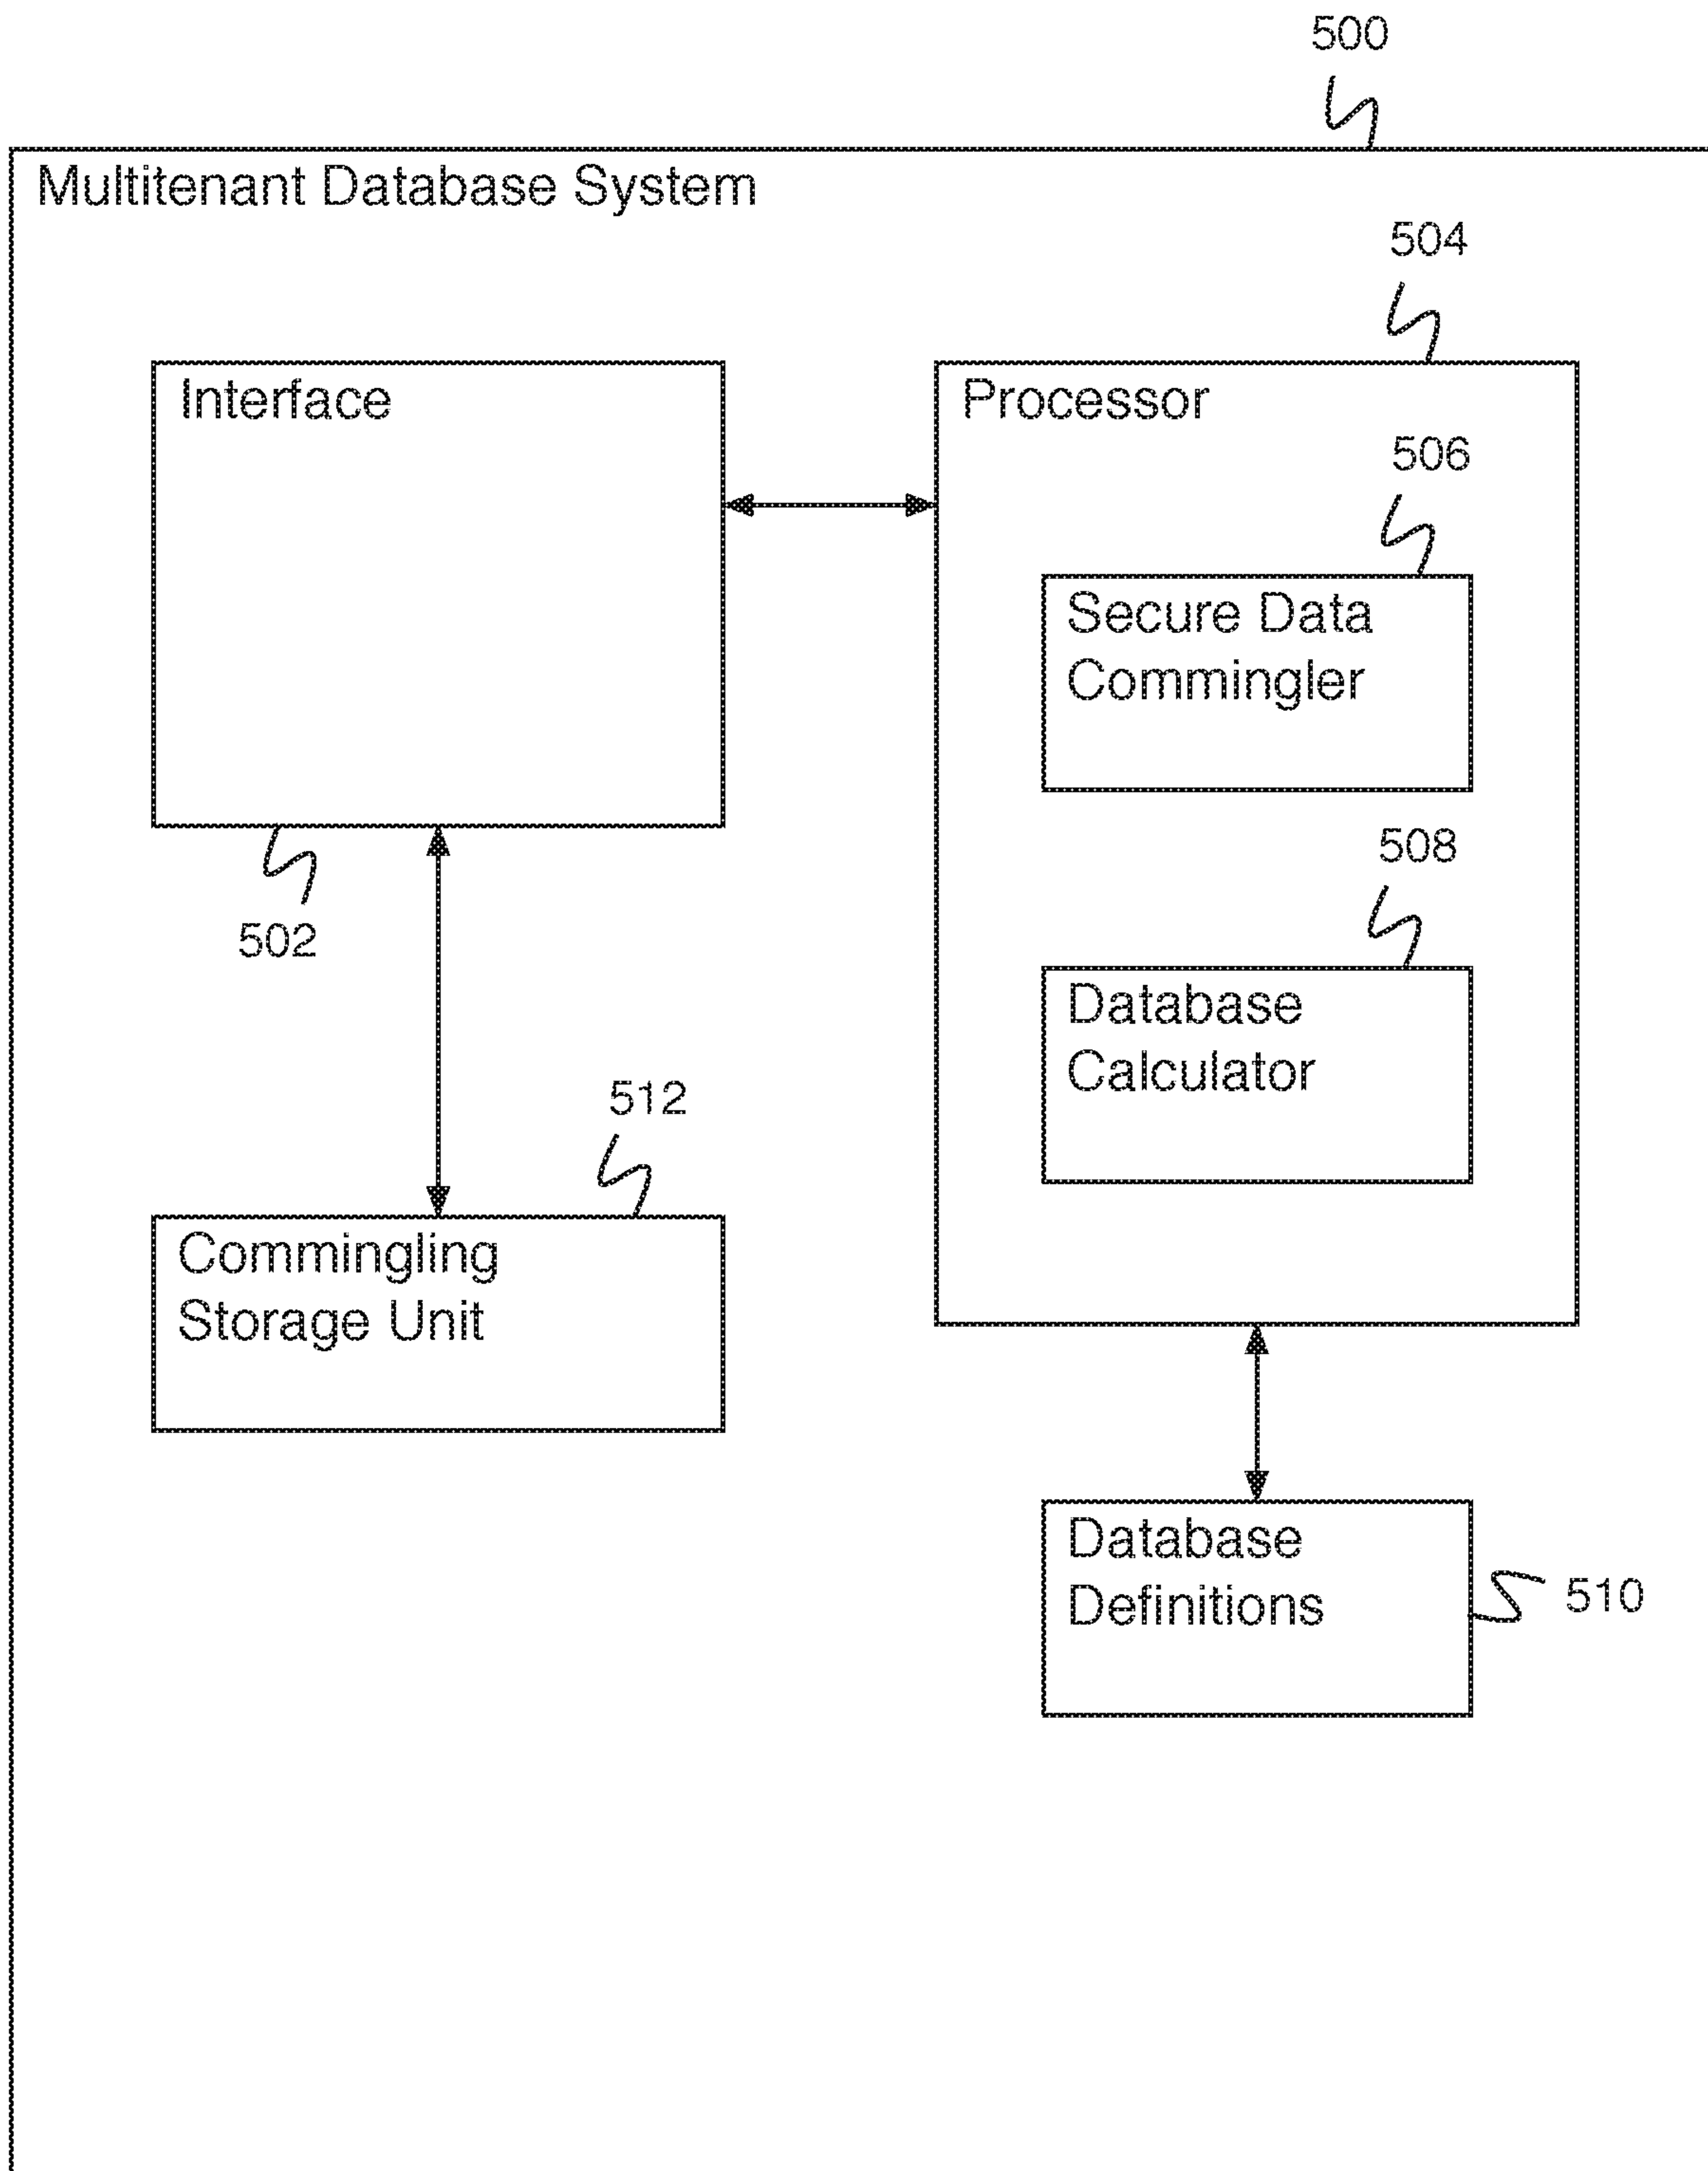 500
Multitenant Database System
504
Interface
Processor
506
Secure Data
Commingler
508
502
Database
Calculator
512
Commingling
Storage Unit
Database
Definitions
510